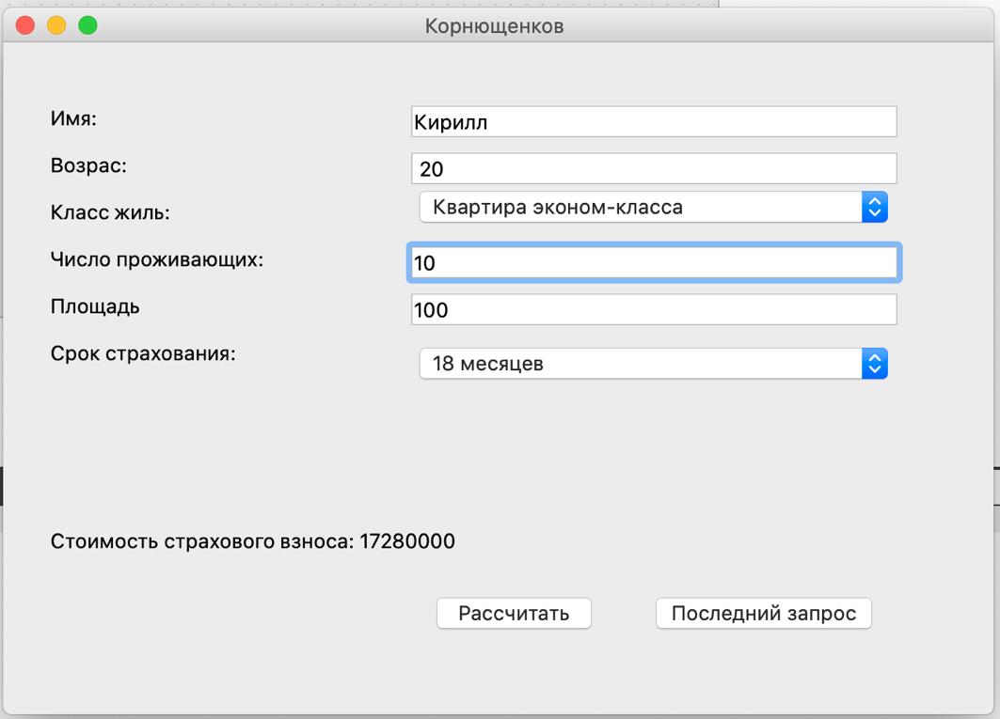 Корнющенков
Имя: Кирилл
Возрас: 20
Класс жиль: Квартира эконом-класса
Число проживающих: 10
Площадь 100
Срок страхования: 18 месяцев
Стоимость страхового взноса: 17280000
Рассчитать Последний запрос